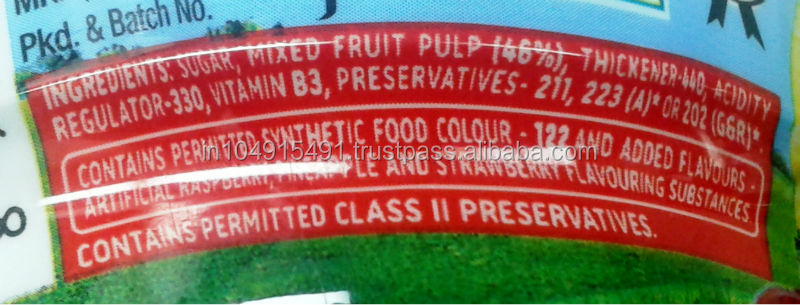 Pkd. & Batch No.
INGREDIENTS: SUGAR, MIXED FRUIT PULP (46%), THICKENER-440, ACIDITY
REGULATOR-330, VITAMIN B3, PRESERVATIVES- 211, 223 (A)* OR 202 (G&R)*
CONTAINS PERMITTED SYNTHETIC FOOD COLOUR - 122 AND ADDED FLAVOURS -
in104915491.trustpass.alibaba.com
ARTIFICIAL RASPBERRY, PINEAPPLE AND STRAWBERRY FLAVOURING SUBSTANCES
CONTAINS PERMITTED CLASS II PRESERVATIVES.